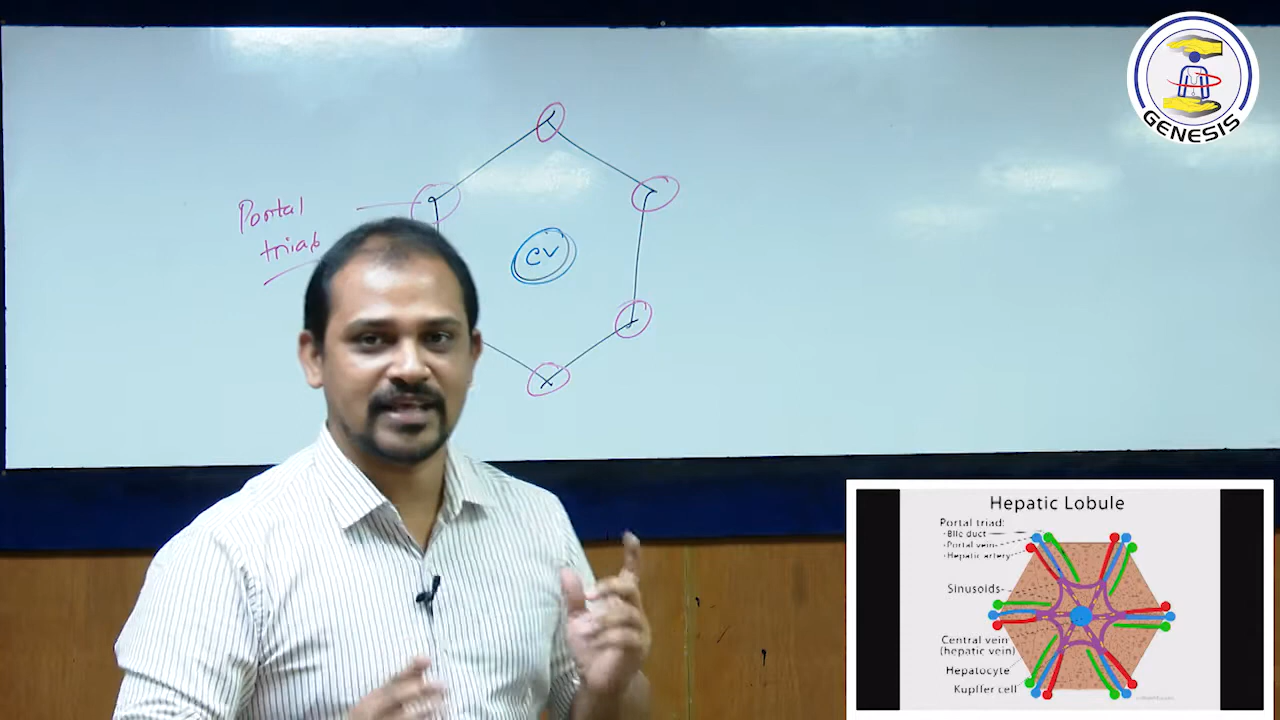 GENESIS
Portal
triab
CV
Hepatic Lobule
Portal triad:
• Bile duct
• Portal vein
• Hepatic artery
Sinusoids
Central vein
(hepatic vein)
Hepatocyte
Kupffer cell